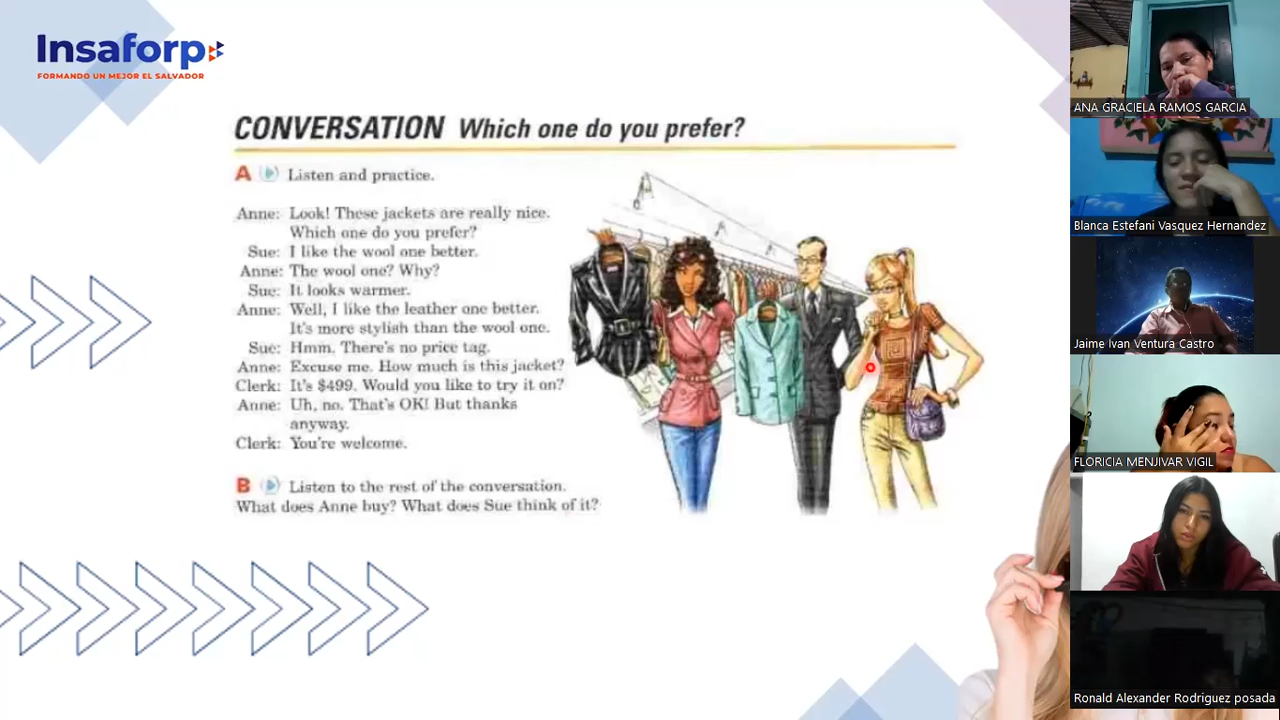 Insaforp
FORMANDO UN MEJOR EL SALVADOR
CONVERSATION Which one do you prefer?
A Listen and practice.
Anne: Look! These jackets are really nice.
Which one do you prefer?
Sue: I like the wool one better.
Anne: The wool one? Why?
Sue: It looks warmer.
Anne: Well, I like the leather one better.
It's more stylish than the wool one.
Sue: Hmm. There's no price tag.
Anne: Excuse me. How much is this jacket?
Clerk: It's $499. Would you like to try it on?
Anne: Uh, no. That's OK! But thanks
anyway.
Clerk: You're welcome.
B Listen to the rest of the conversation.
What does Anne buy? What does Sue think of it?
ANA GRACIELA RAMOS GARCIA
Blanca Estefani Vasquez Hernandez
Jaime Ivan Ventura Castro
FLORICIA MENJIVAR VIGIL
Ronald Alexander Rodriguez posada